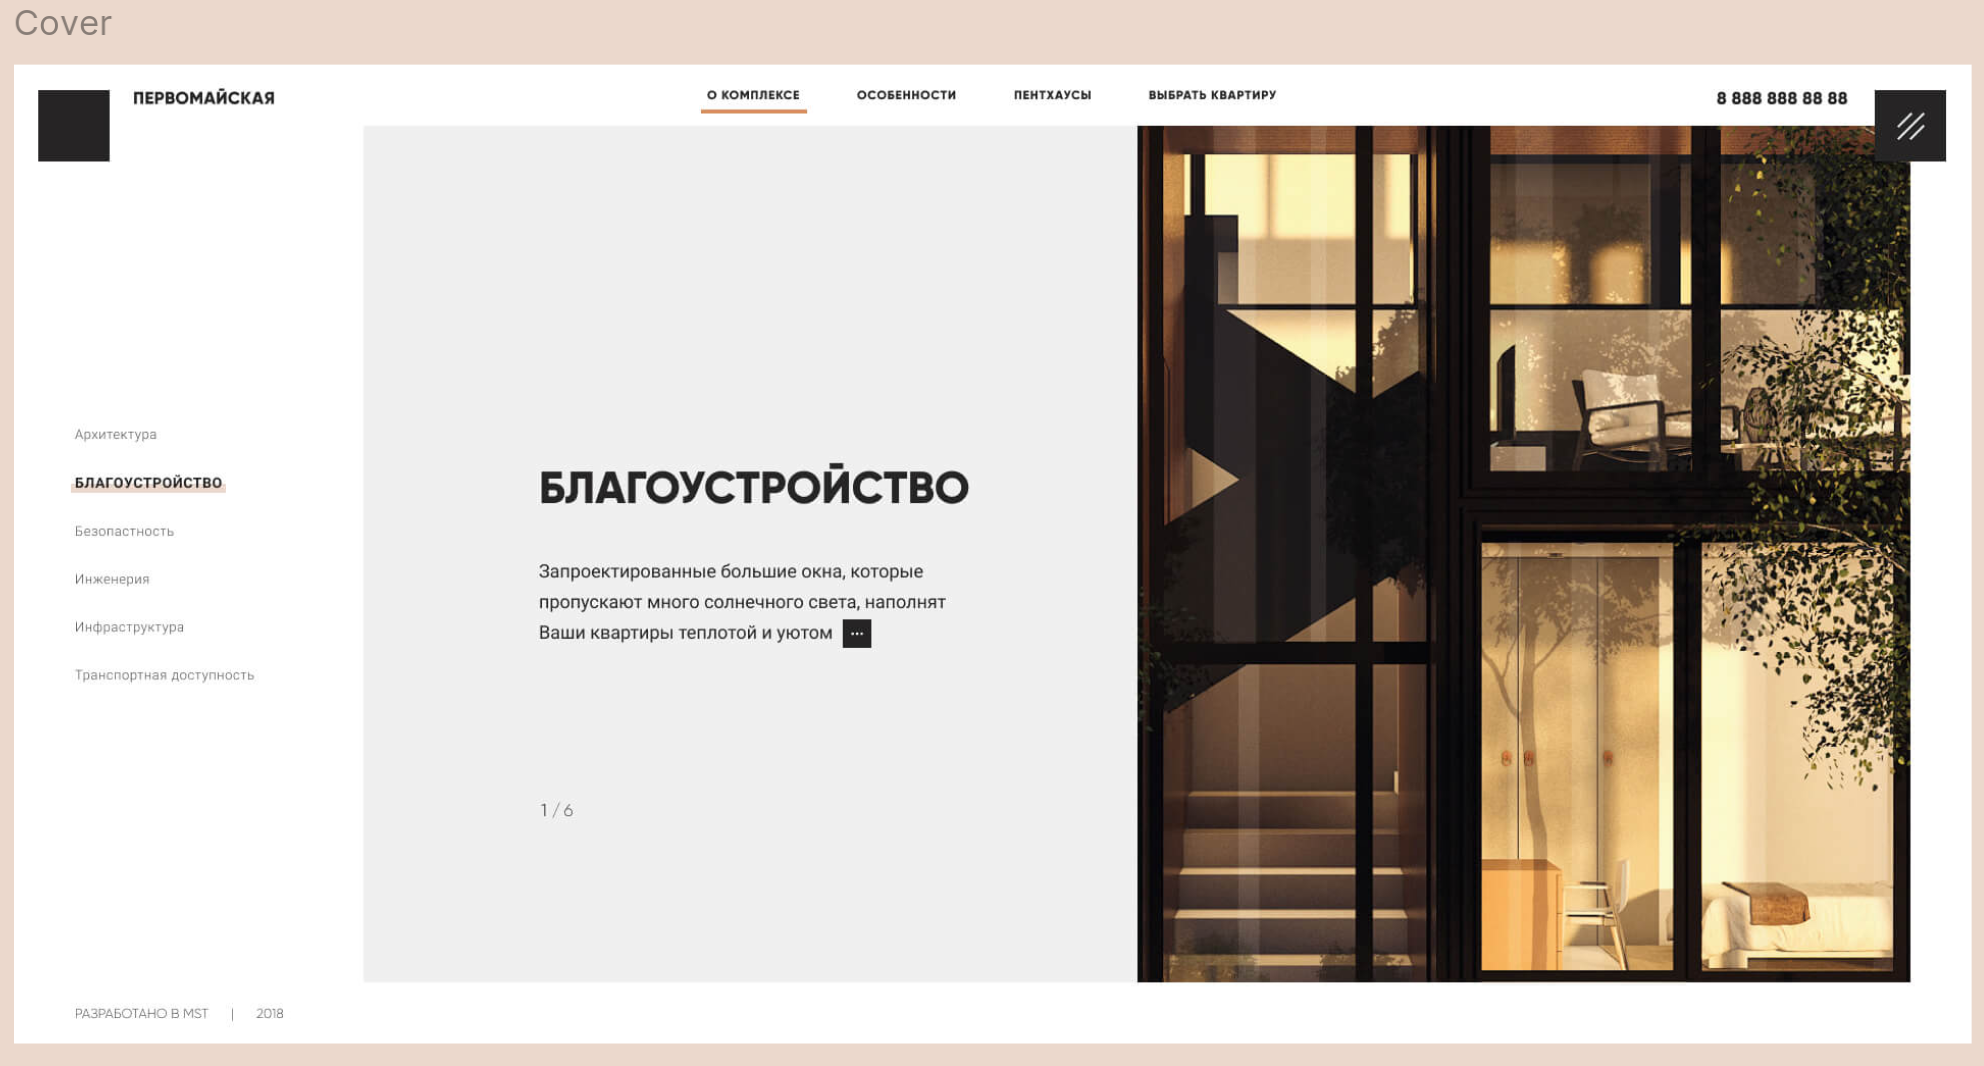 Cover
ПЕРВОМАЙСКАЯ
О КОМПЛЕКСЕ
ОСОБЕННОСТИ
ПЕНТХАУСЫ
ВЫБРАТЬ КВАРТИРУ
8 888 888 88 88
Архитектура
БЛАГОУСТРОЙСТВО
Безопастность
Инженерия
Инфраструктура
Транспортная доступность
БЛАГОУСТРОЙСТВО
Запроектированные большие окна, которые
пропускают много солнечного света, наполнят
Ваши квартиры теплотой и уютом ...
1 / 6
РАЗРАБОТАНО В MST | 2018